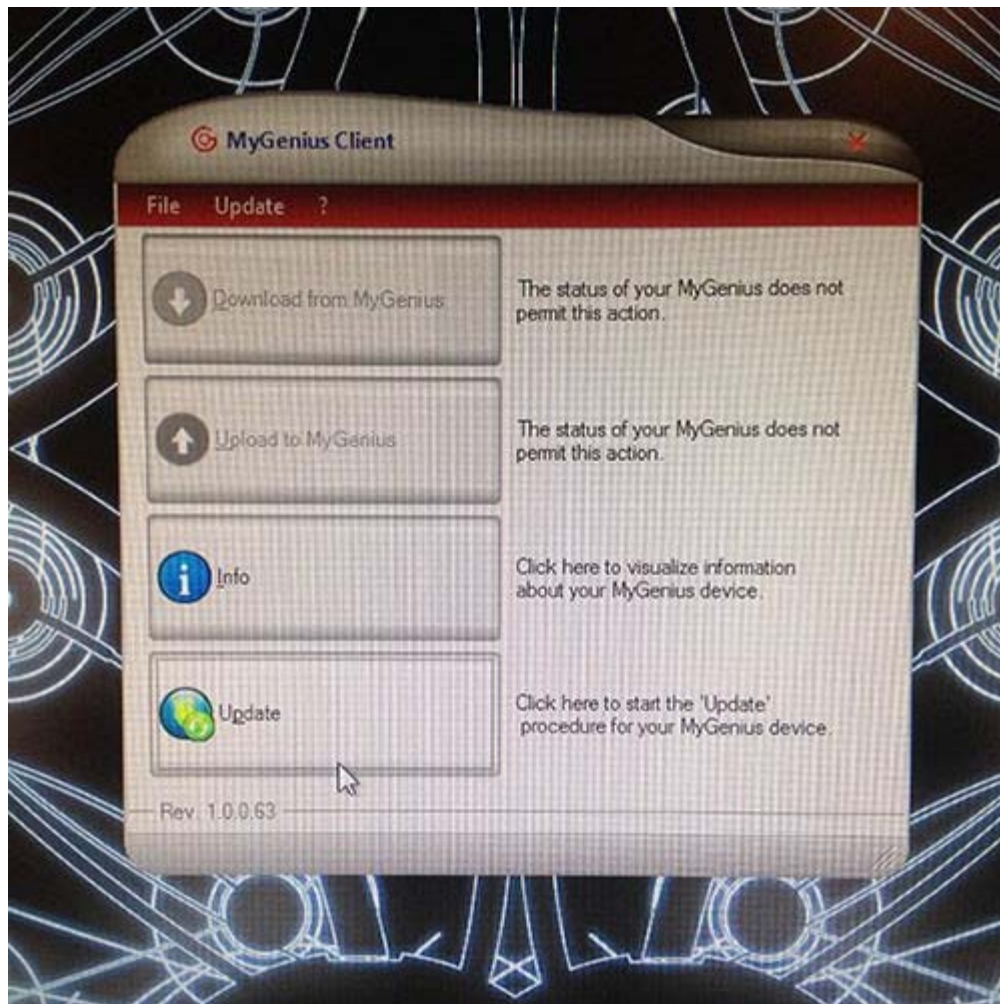 MyGenius Client
File Update ?
Download from MyGenius
The status of your MyGenius does not
permit this action.
Upload to MyGenius
The status of your MyGenius does not
permit this action.
Info
Click here to visualize information
about your MyGenius device.
Update
Click here to start the 'Update'
procedure for your MyGenius device.
Rev. 1.0.0.63